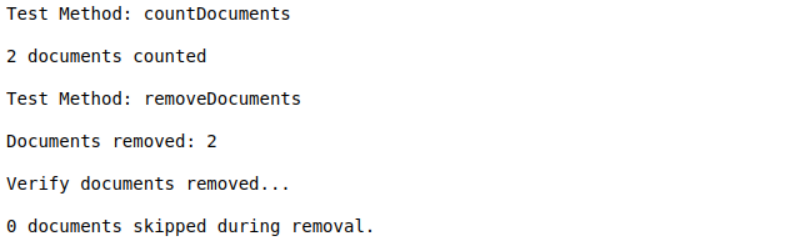 Test Method: countDocuments
2 documents counted
Test Method: removeDocuments
Documents removed: 2
Verify documents removed...
0 documents skipped during removal.